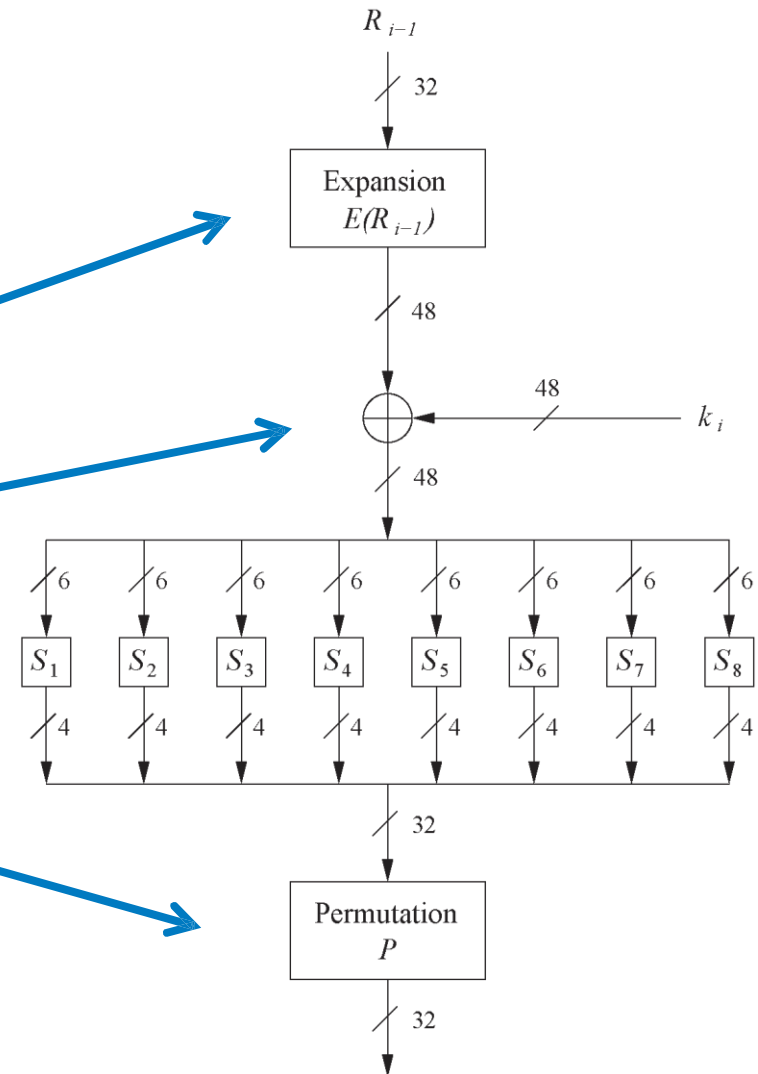 R i−1
32
Expansion
E(R i−1)
48
48
k i
48
6 6 6 6 6 6 6 6
S1 S2 S3 S4 S5 S6 S7 S8
4 4 4 4 4 4 4 4
32
Permutation
P
32